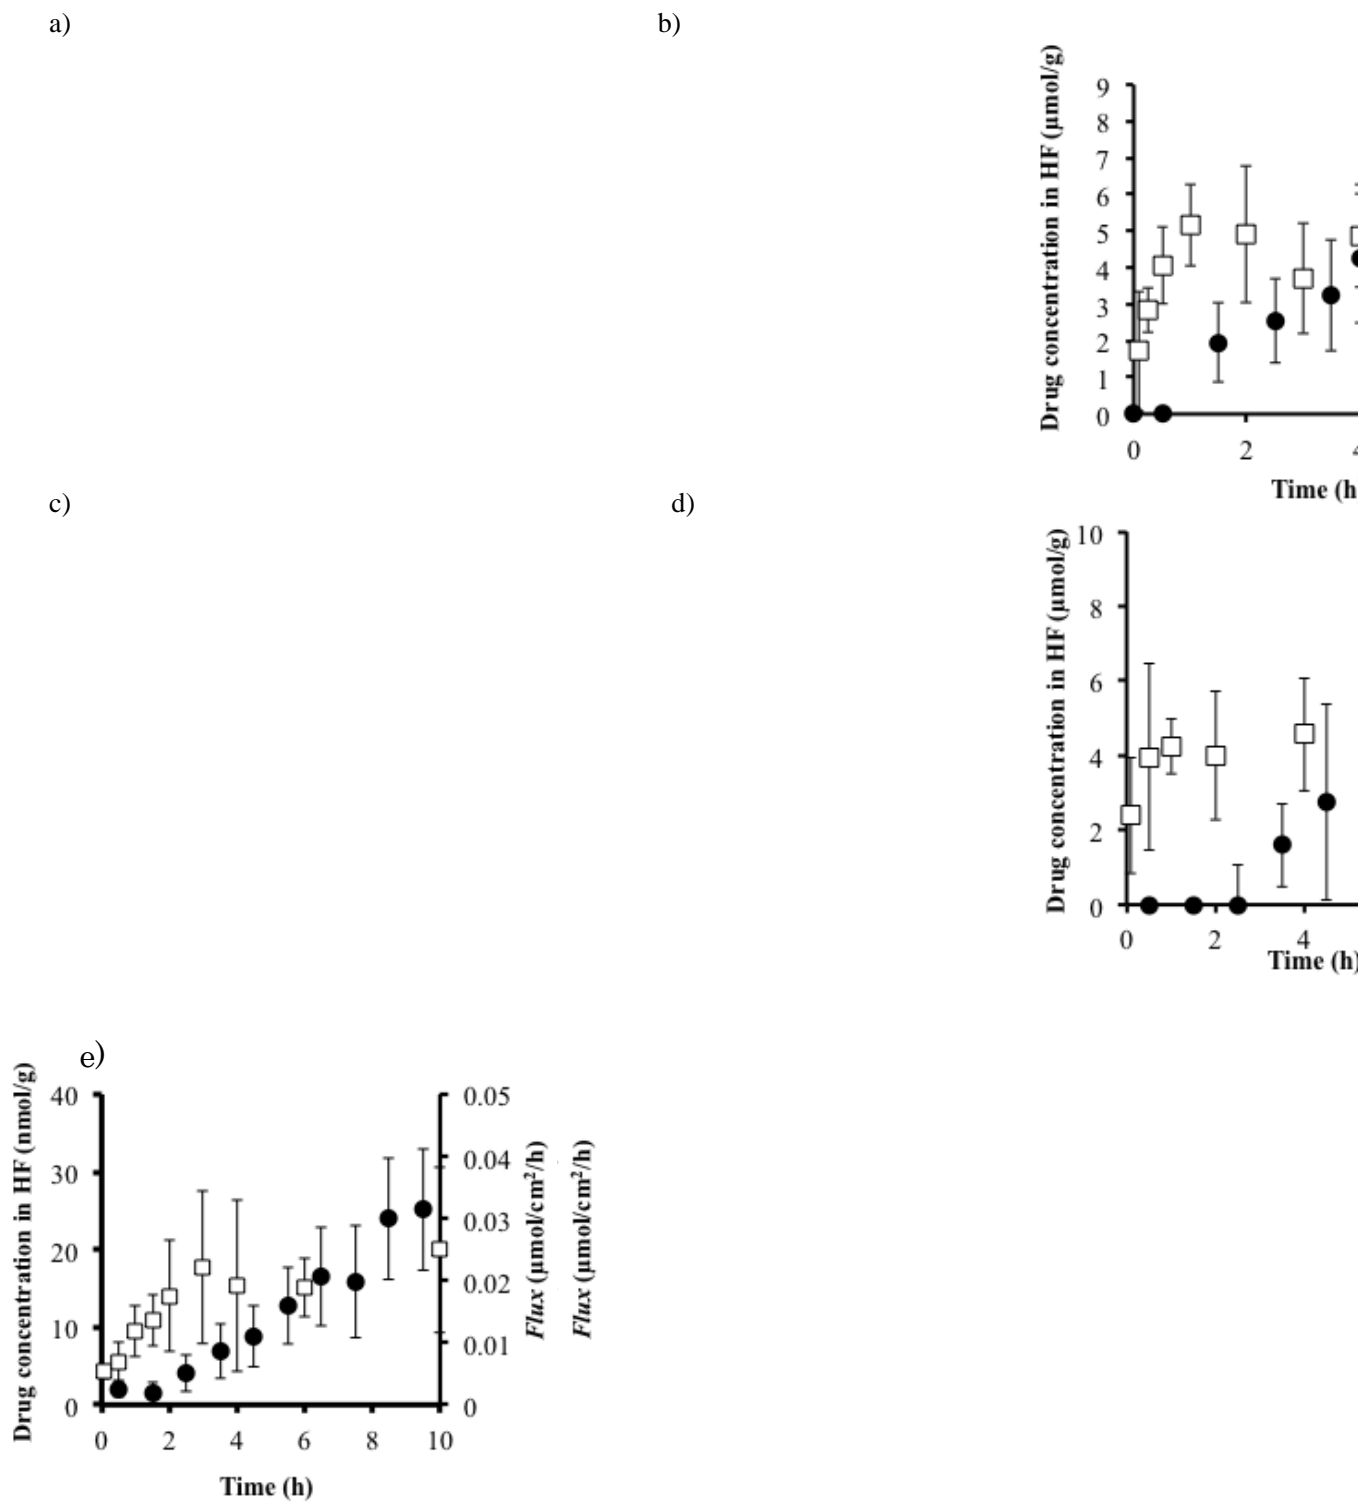 a)
b)
Drug concentration in HF (µmol/g)
9
8
7
6
5
4
3
2
1
0
0 2 4
Time (h
c)
d)
Drug concentration in HF (µmol/g)
10
8
6
4
2
0
0 2 4
Time (h)
e)
Drug concentration in HF (nmol/g)
40
30
20
10
0
0.05
0.04
0.03
0.02
0.01
0
Flux (µmol/cm²/h)
Flux (µmol/cm²/h)
0 2 4 6 8 10
Time (h)